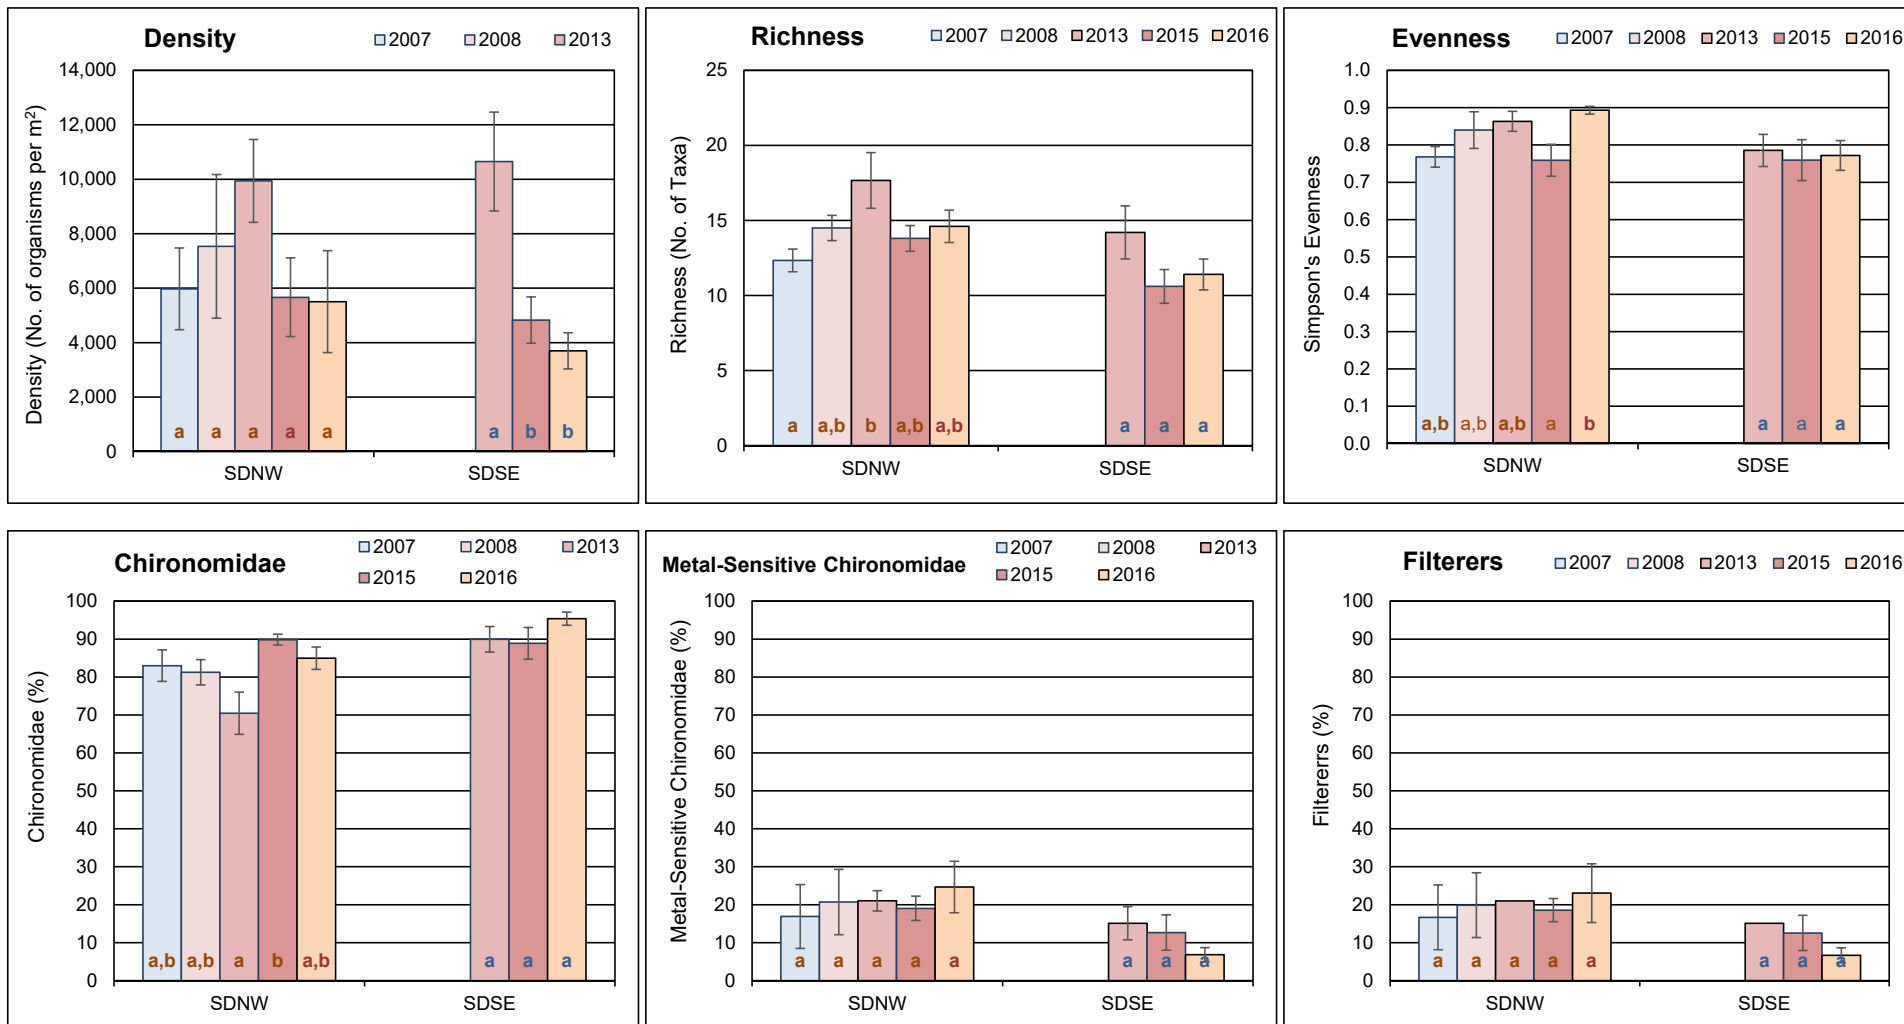 Density 2007 2008 2013
14,000
12,000
10,000
8,000
6,000
4,000
2,000
0
Density (No. of organisms per m²)
a a a a a a b b
SDNW SDSE
Richness 2007 2008 2013 2015 2016
25
20
15
10
5
0
Richness (No. of Taxa)
a a,b b a,b a,b a a a
SDNW SDSE
Evenness 2007 2008 2013 2015 2016
1.0
0.9
0.8
0.7
0.6
0.5
0.4
0.3
0.2
0.1
0.0
Simpson's Evenness
a,b a,b a,b a b a a a
SDNW SDSE
Chironomidae 2007 2008 2013
2015 2016
100
90
80
70
60
50
40
30
20
10
0
Chironomidae (%)
a,b a,b a b a,b a a a
SDNW SDSE
Metal-Sensitive Chironomidae 2007 2008 2013
2015 2016
100
90
80
70
60
50
40
30
20
10
0
Metal-Sensitive Chironomidae (%)
a a a a a a a a
SDNW SDSE
Filterers 2007 2008 2013 2015 2016
100
90
80
70
60
50
40
30
20
10
0
Filtererrs (%)
a a a a a a a a
SDNW SDSE